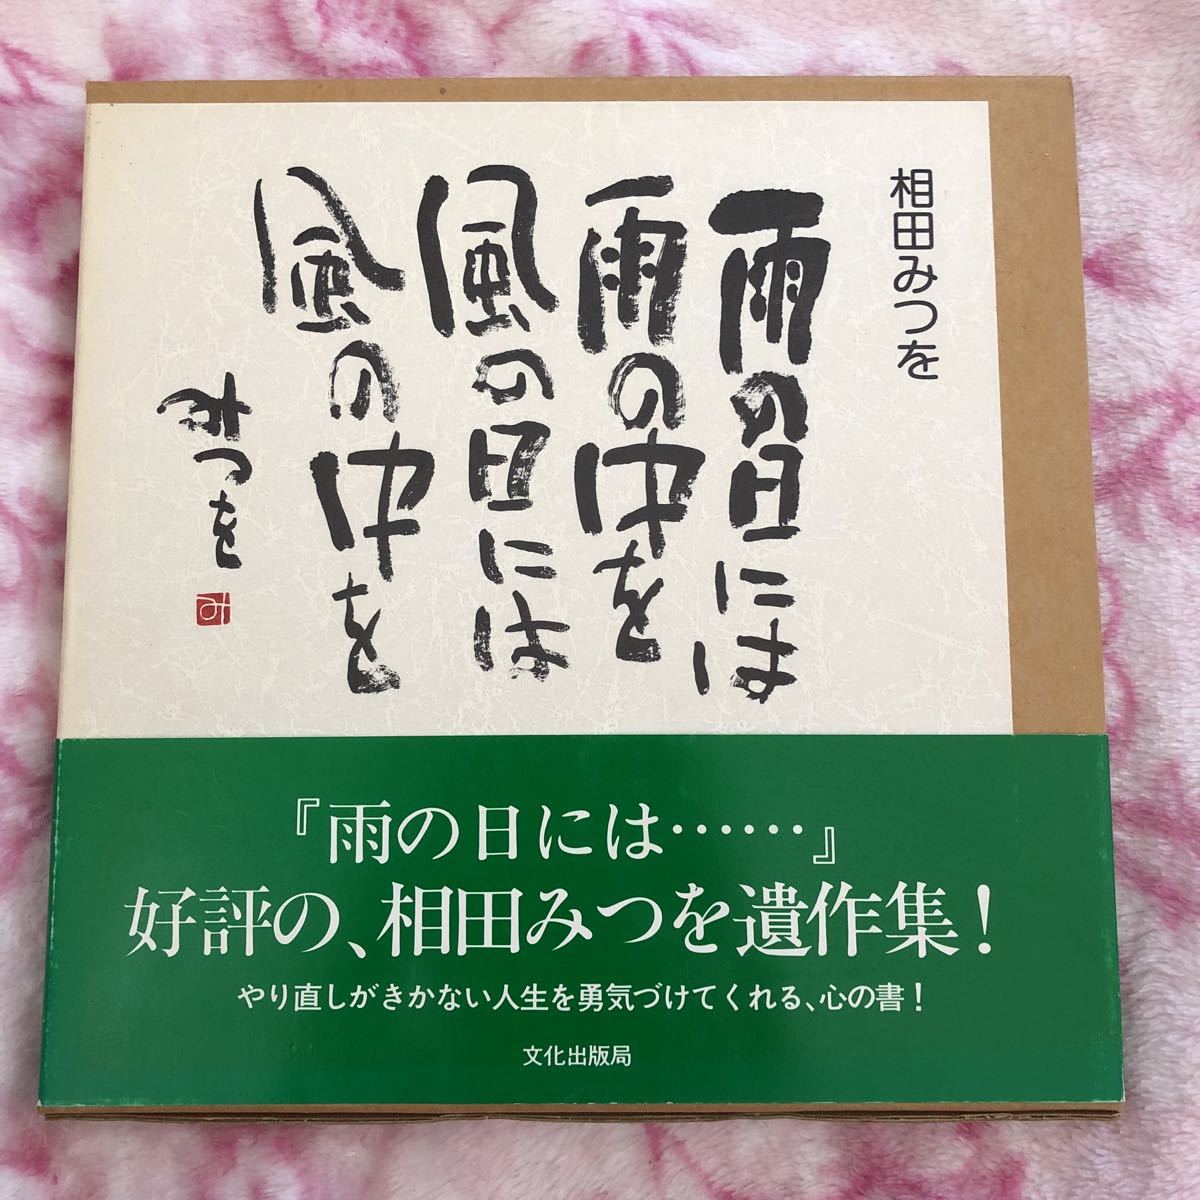 相田みつを
雨の日には
雨の中を
風の日には
風の中を
みつを
み
『雨の日には……』
好評の、相田みつを遺作集！
やり直しがきかない人生を勇気づけてくれる、心の書！
文化出版局